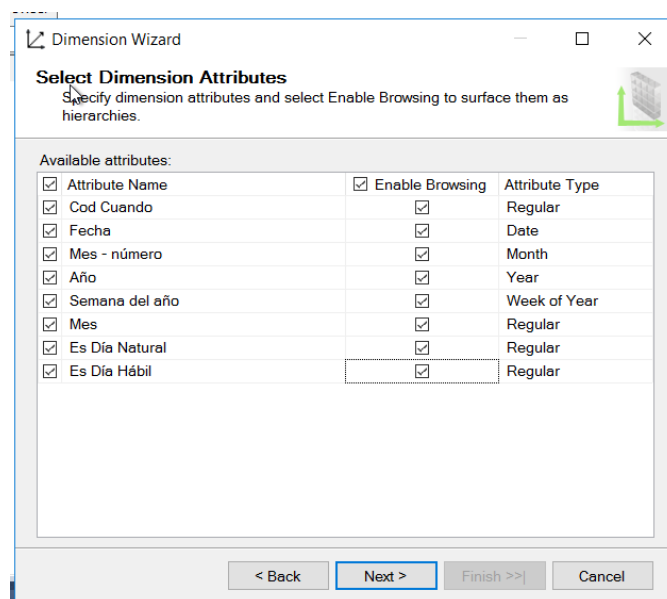 Dimension Wizard
Select Dimension Attributes
Specify dimension attributes and select Enable Browsing to surface them as
hierarchies.
Available attributes:
Attribute Name Enable Browsing Attribute Type
Cod Cuando Regular
Fecha Date
Mes - número Month
Año Year
Semana del año Week of Year
Mes Regular
Es Día Natural Regular
Es Día Hábil Regular
< Back Next > Finish >>| Cancel